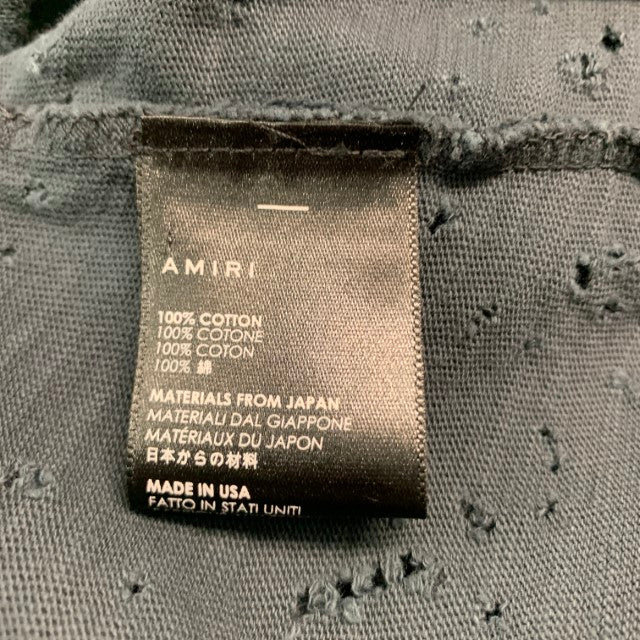 AMIRI
100% COTTON
100% COTONE
100% COTON
100% 綿
MATERIALS FROM JAPAN
MATERIALI DAL GIAPPONE
MATÉRIAUX DU JAPON
日本からの材料
MADE IN USA
FATTO IN STATI UNITI